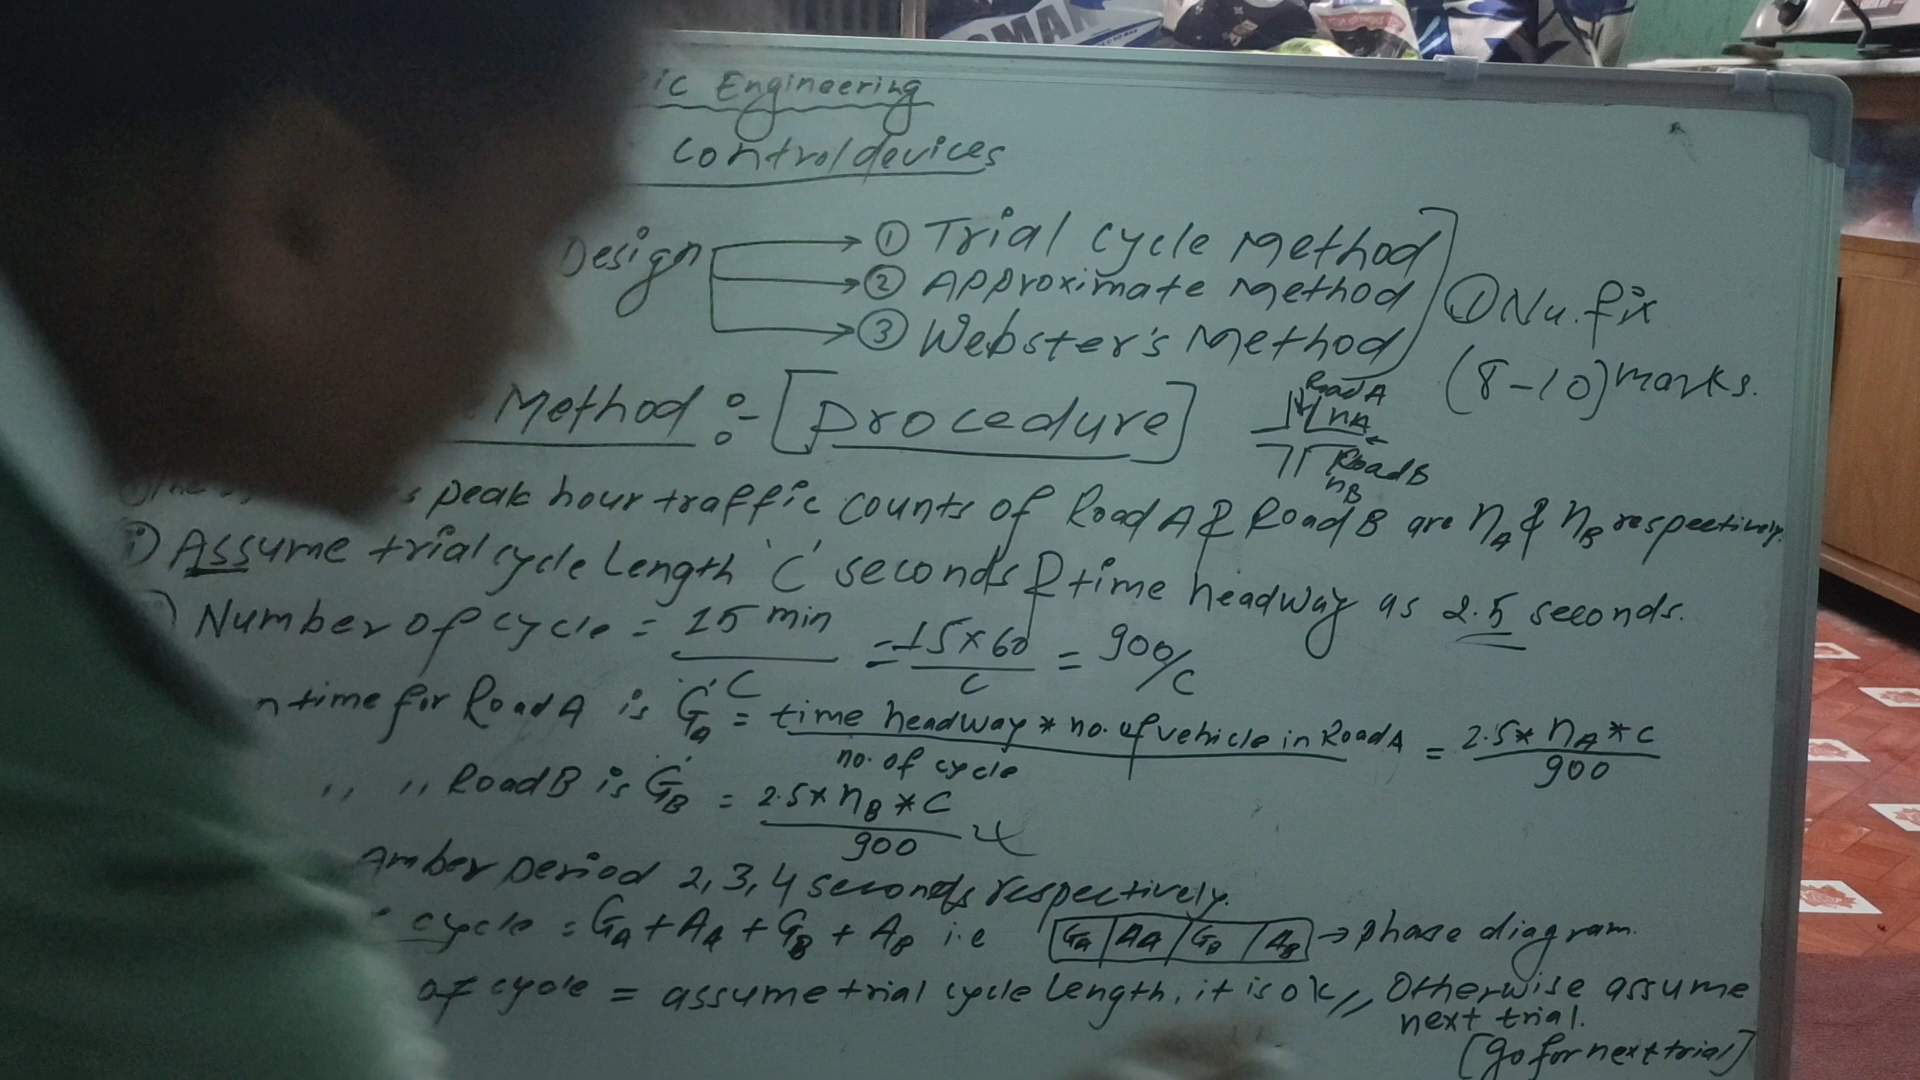 OMAN
ic Engineering
control devices
Design
① Trial cycle Method
② Approximate Method
③ Webster's Method
① Nu. fix
(8-10) marks.
Method :- [procedure]
Road A
nA
Road B
nB
s peak hour traffic counts of Road A & Road B are nA & nB respectively.
i) Assume trial cycle Length 'C' seconds & time headway as 2.5 seconds.
) Number of cycle = 15 min / C = 15×60 / C = 900/C
n time for Road A is 'Ga' = time headway * no. of vehicle in Road A / no. of cycle = 2.5* nA * C / 900
,, ,, Road B is 'GB' = 2.5* nB * C / 900
Amber period 2, 3, 4 seconds respectively.
cycle = GA + AA + GB + AB i.e GA | AA | GB | AB → phase diagram.
of cycle = assume trial cycle length, it is ok // Otherwise assume
next trial.
[go for next trial]